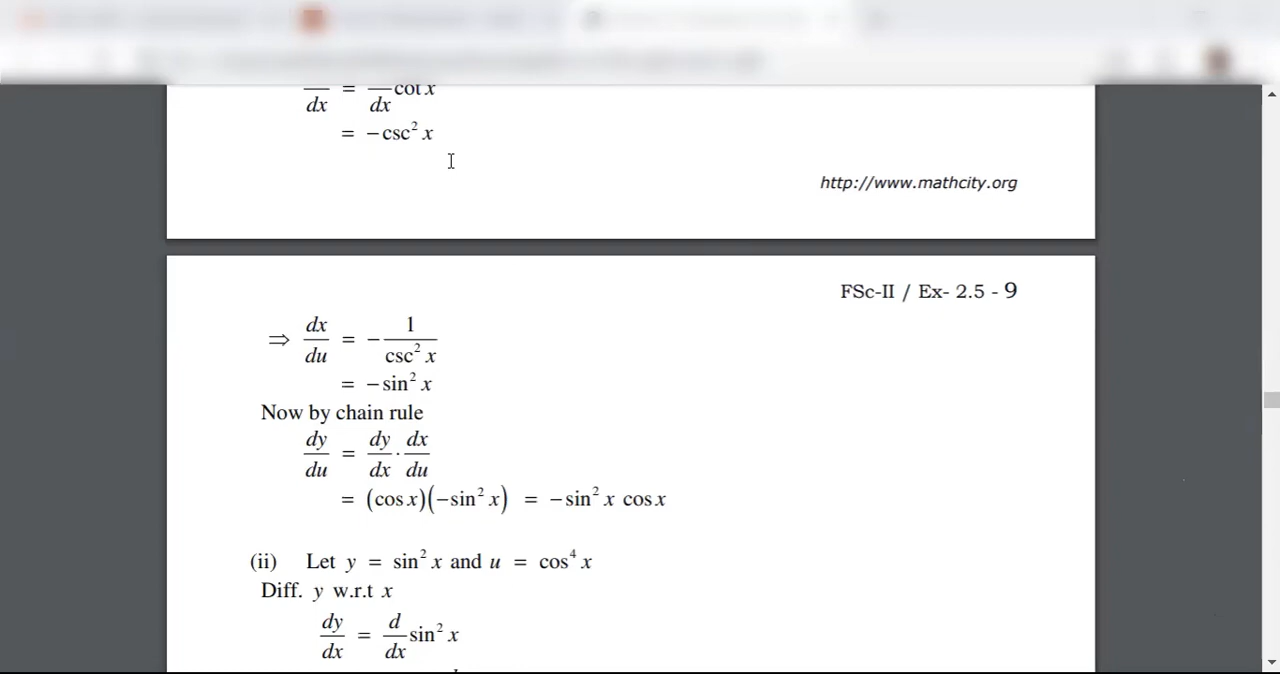 dx = dx cot x
= −csc² x
http://www.mathcity.org
FSc-II / Ex- 2.5 - 9
⇒ dx/du = − 1/csc² x
= −sin² x
Now by chain rule
dy/du = dy/dx · dx/du
= (cos x)(−sin² x) = −sin² x cos x
(ii) Let y = sin² x and u = cos⁴ x
Diff. y w.r.t x
dy/dx = d/dx sin² x